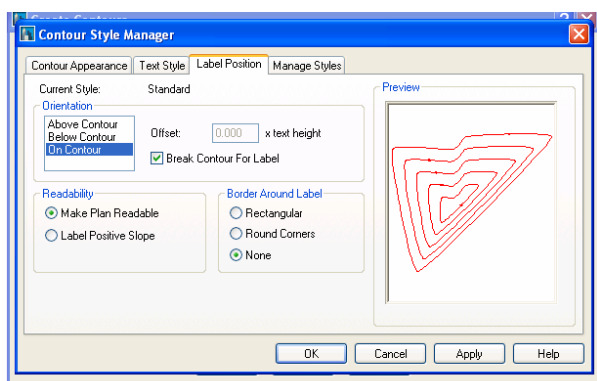 Create Contours
Contour Style Manager
Contour Appearance Text Style Label Position Manage Styles
Current Style: Standard
Orientation
Above Contour
Below Contour
On Contour
Offset: 0.000 x text height
Break Contour For Label
Readability
Make Plan Readable
Label Positive Slope
Border Around Label
Rectangular
Round Corners
None
Preview
OK Cancel Apply Help